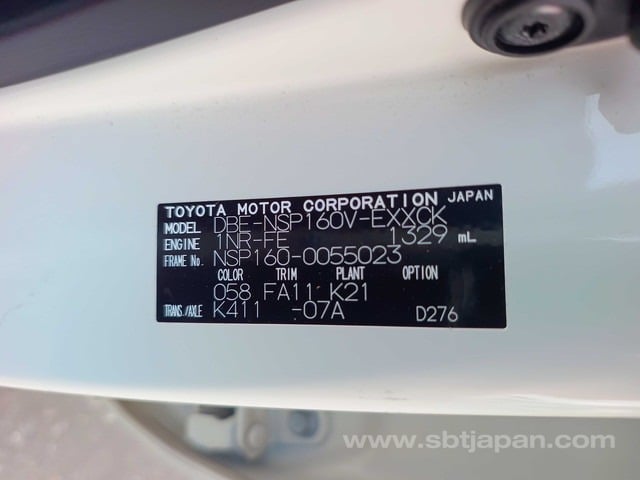 TOYOTA MOTOR CORPORATION JAPAN
MODEL DBE-NSP160V-EXXCK
ENGINE 1NR-FE 1329 mL
FRAME No. NSP160-0055023
COLOR TRIM PLANT OPTION
058 FA11 K21
TRANS./AXLE K411 -07A D276
www.sbtjapan.com